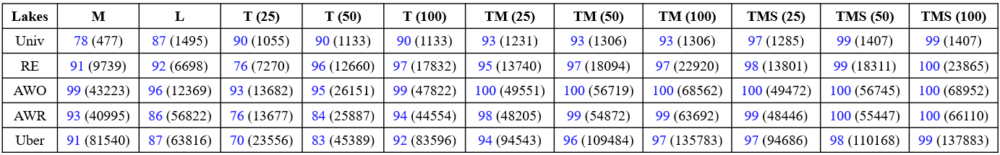 Lakes M L T (25) T (50) T (100) TM (25) TM (50) TM (100) TMS (25) TMS (50) TMS (100)
Univ 78 (477) 87 (1495) 90 (1055) 90 (1133) 90 (1133) 93 (1231) 93 (1306) 93 (1306) 97 (1285) 99 (1407) 99 (1407)
RE 91 (9739) 92 (6698) 76 (7270) 96 (12660) 97 (17832) 95 (13740) 97 (18094) 97 (22920) 98 (13801) 99 (18311) 100 (23865)
AWO 99 (43223) 96 (12369) 93 (13682) 95 (26151) 99 (47822) 100 (49551) 100 (56719) 100 (68562) 100 (49472) 100 (56745) 100 (68952)
AWR 93 (40995) 86 (56822) 76 (13677) 84 (25887) 94 (44554) 98 (48205) 99 (54872) 99 (63692) 99 (48446) 100 (55447) 100 (66110)
Uber 91 (81540) 87 (63816) 70 (23556) 83 (45389) 92 (83596) 94 (94543) 96 (109484) 97 (135783) 97 (94686) 98 (110168) 99 (137883)